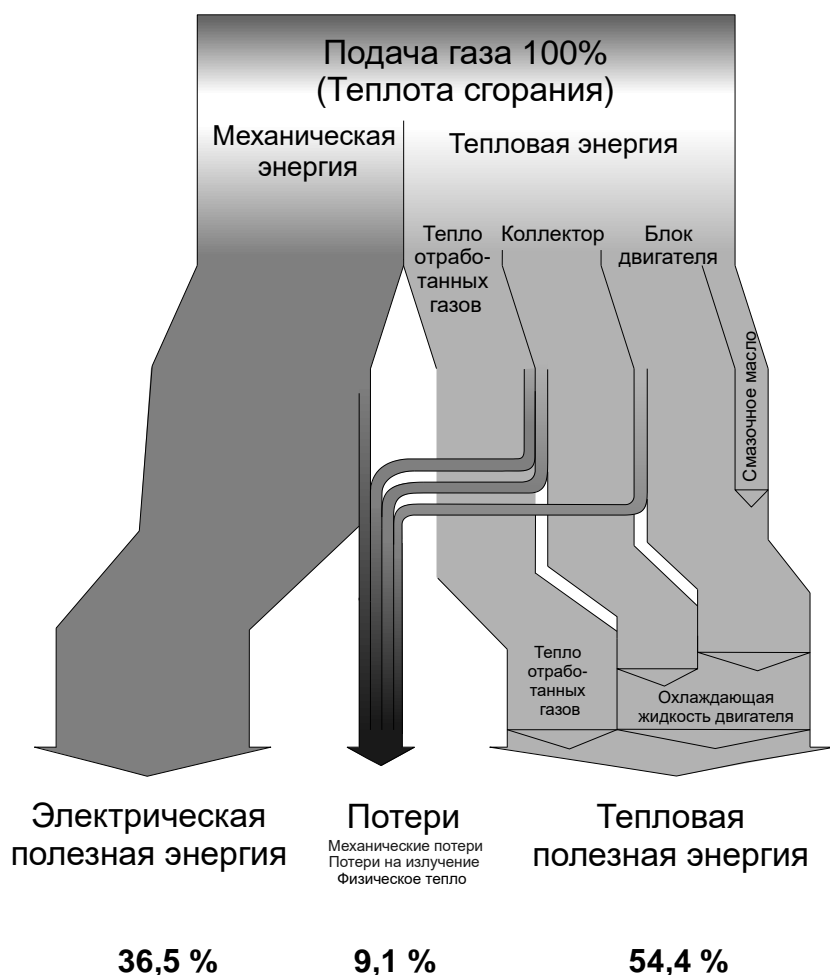 Подача газа 100%
(Теплота сгорания)
Механическая
энергия
Тепловая энергия
Тепло
отрабо-
танных
газов
Коллектор
Блок
двигателя
Смазочное масло
Тепло
отрабо-
танных
газов
Охлаждающая
жидкость двигателя
Электрическая
полезная энергия
Потери
Механические потери
Потери на излучение
Физическое тепло
Тепловая
полезная энергия
36,5 %
9,1 %
54,4 %